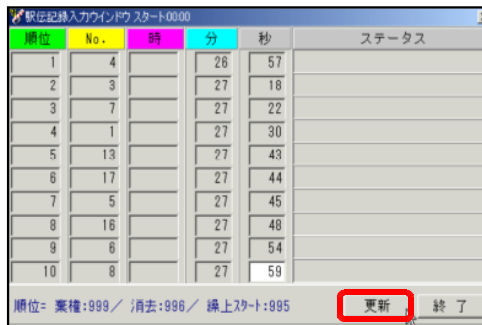 駅伝記録入力ウインドウ スタート00:00
順位 No. 時 分 秒 ステータス
1 4 26 57
2 3 27 18
3 7 27 22
4 1 27 30
5 13 27 43
6 17 27 44
7 5 27 45
8 16 27 48
9 6 27 54
10 8 27 59
順位= 棄権:999／ 消去:996／ 繰上スタート:995 更新 終 了